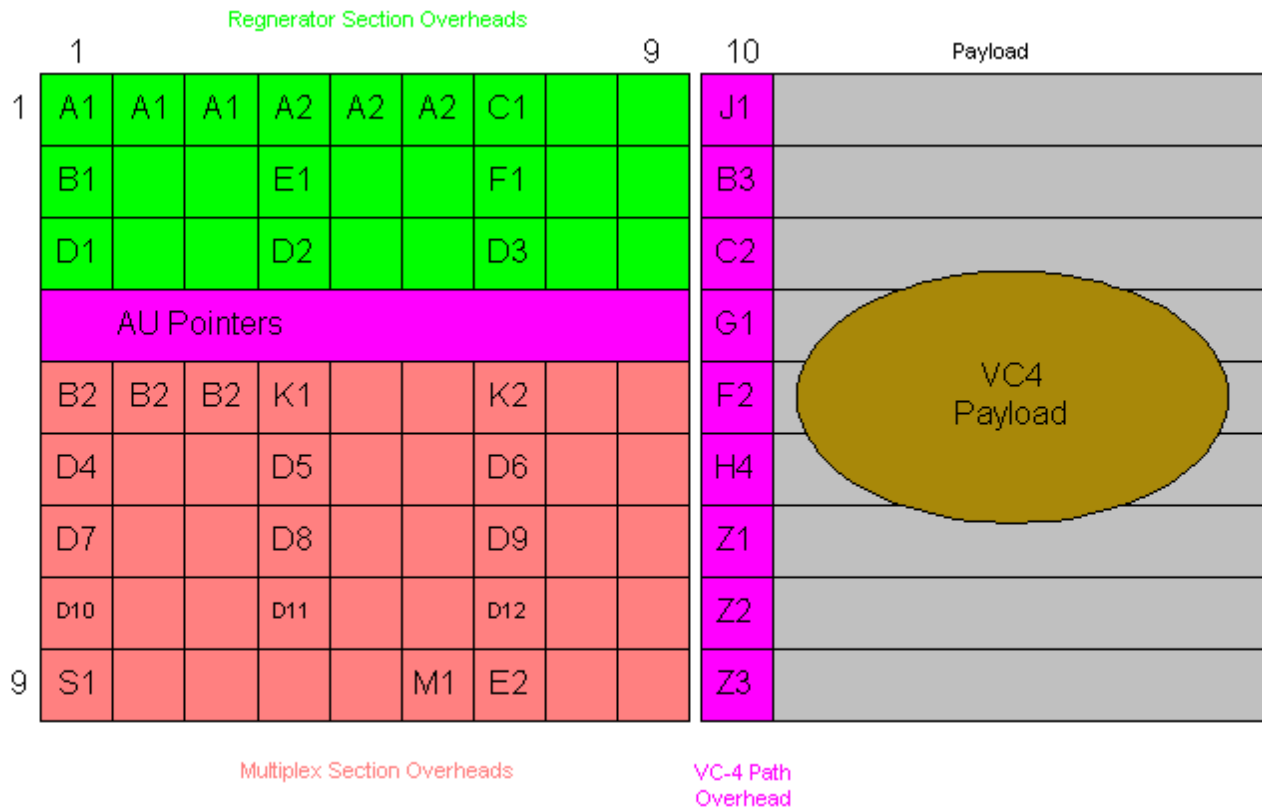 Regnerator Section Overheads
1 9 10 Payload
1 A1 A1 A1 A2 A2 A2 C1 J1
B1 E1 F1 B3
D1 D2 D3 C2
AU Pointers G1
B2 B2 B2 K1 K2 F2
VC4
Payload
D4 D5 D6 H4
D7 D8 D9 Z1
D10 D11 D12 Z2
9 S1 M1 E2 Z3
Multiplex Section Overheads
VC-4 Path
Overhead